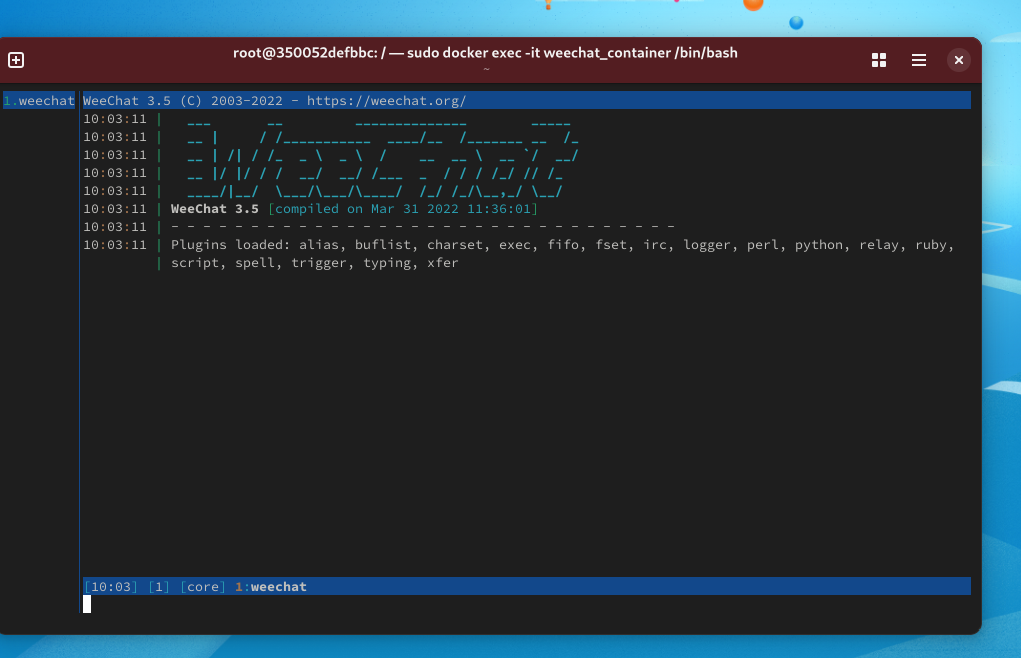 root@350052defbbc: / — sudo docker exec -it weechat_container /bin/bash
~
1.weechat
WeeChat 3.5 (C) 2003-2022 - https://weechat.org/
10:03:11 |   ___       __         ______________        _____
10:03:11 |   __ |     / /___________  ____/__  /_______ __  /_
10:03:11 |   __ | /| / /_  _ \  _ \  /    __  __ \  __ `/  __/
10:03:11 |   __ |/ |/ / /  __/  __/ /___  _  / / / /_/ // /_
10:03:11 |   ____/|__/  \___/\___/\____/  /_/ /_/\__,_/ \__/
10:03:11 | WeeChat 3.5 [compiled on Mar 31 2022 11:36:01]
10:03:11 | - - - - - - - - - - - - - - - - - - - - - - - - - - - - - - - -
10:03:11 | Plugins loaded: alias, buflist, charset, exec, fifo, fset, irc, logger, perl, python, relay, ruby,
| script, spell, trigger, typing, xfer
[10:03] [1] [core] 1:weechat